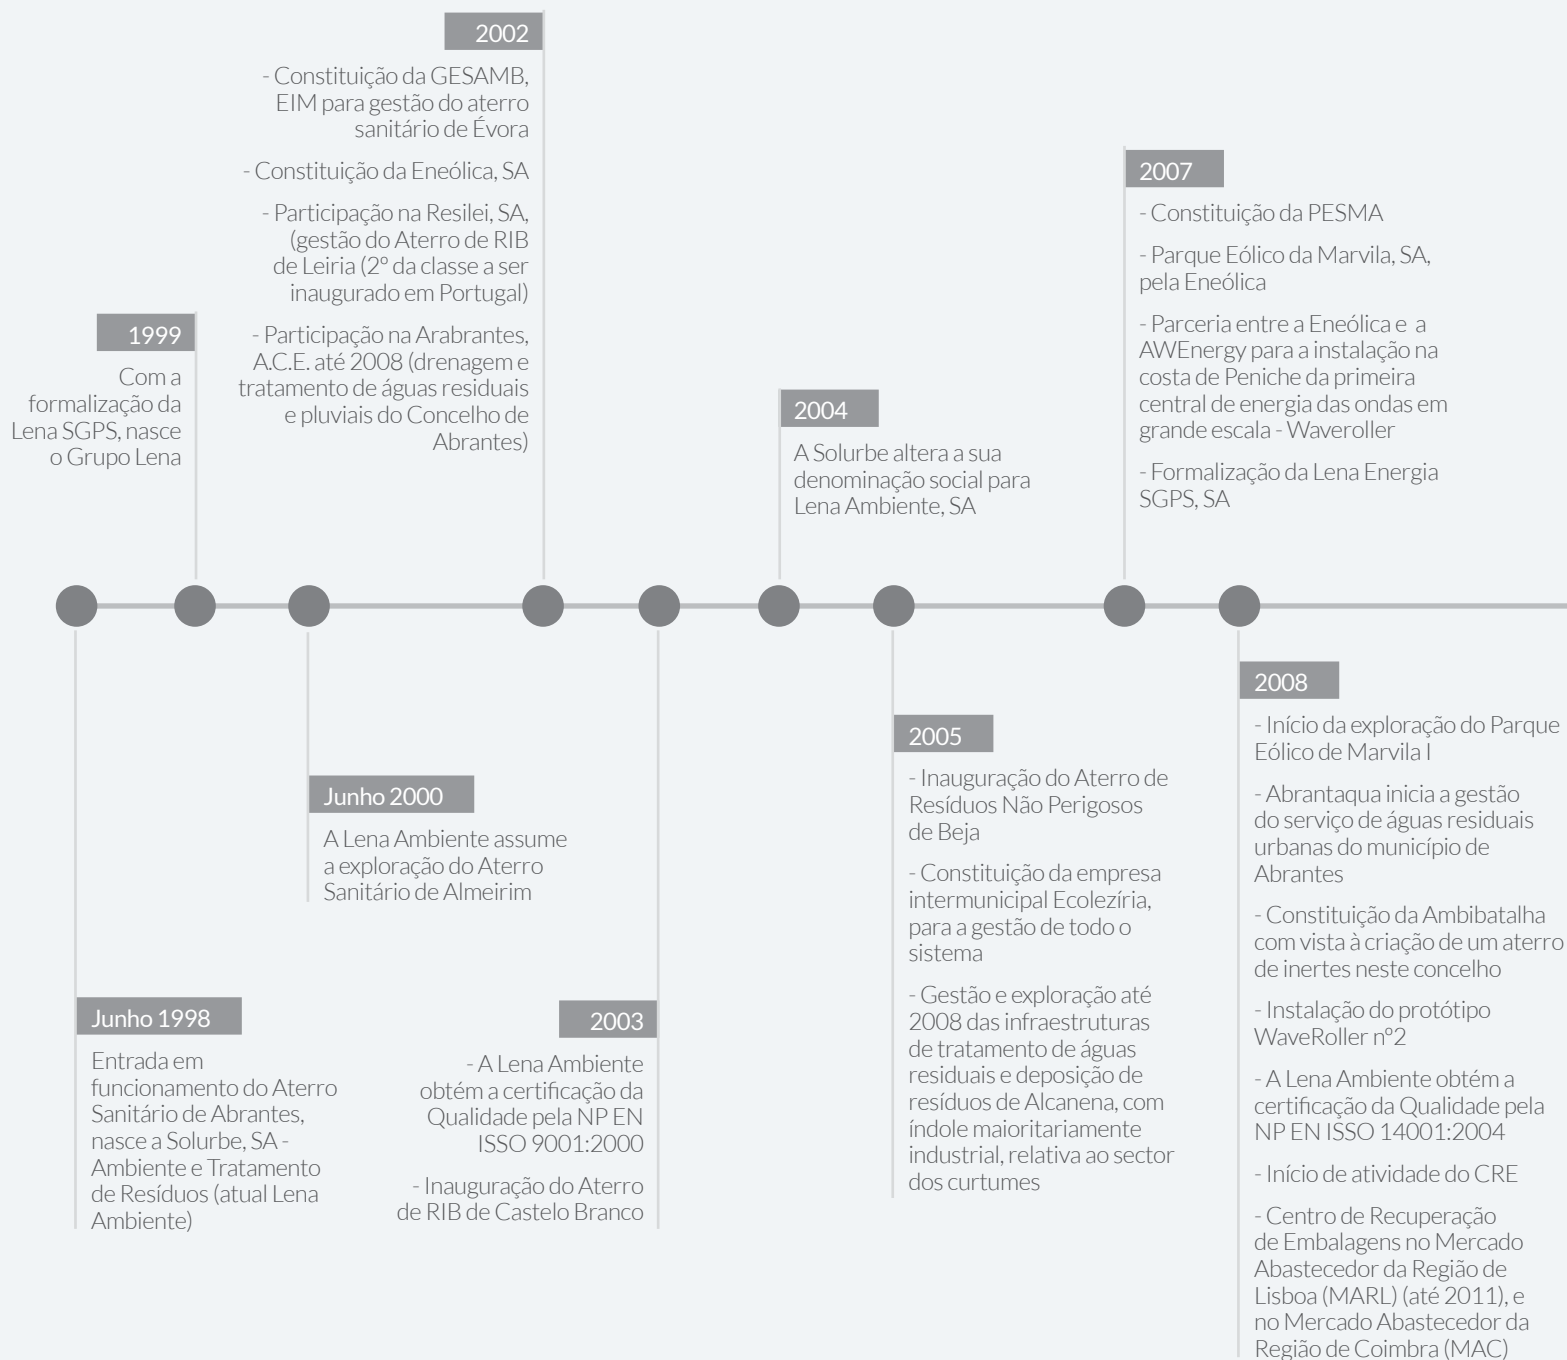 2002
- Constituição da GESAMB,
EIM para gestão do aterro
sanitário de Évora
- Constituição da Eneólica, SA
- Participação na Resilei, SA,
(gestão do Aterro de RIB
de Leiria (2º da classe a ser
inaugurado em Portugal)
- Participação na Arabrantes,
A.C.E. até 2008 (drenagem e
tratamento de águas residuais
e pluviais do Concelho de
Abrantes)
1999
Com a
formalização da
Lena SGPS, nasce
o Grupo Lena
2004
A Solurbe altera a sua
denominação social para
Lena Ambiente, SA
2007
- Constituição da PESMA
- Parque Eólico da Marvila, SA,
pela Eneólica
- Parceria entre a Eneólica e a
AWEnergy para a instalação na
costa de Peniche da primeira
central de energia das ondas em
grande escala - Waveroller
- Formalização da Lena Energia
SGPS, SA
Junho 1998
Entrada em
funcionamento do Aterro
Sanitário de Abrantes,
nasce a Solurbe, SA -
Ambiente e Tratamento
de Resíduos (atual Lena
Ambiente)
Junho 2000
A Lena Ambiente assume
a exploração do Aterro
Sanitário de Almeirim
2003
- A Lena Ambiente
obtém a certificação da
Qualidade pela NP EN
ISSO 9001:2000
- Inauguração do Aterro
de RIB de Castelo Branco
2005
- Inauguração do Aterro de
Resíduos Não Perigosos
de Beja
- Constituição da empresa
intermunicipal Ecolezíria,
para a gestão de todo o
sistema
- Gestão e exploração até
2008 das infraestruturas
de tratamento de águas
residuais e deposição de
resíduos de Alcanena, com
índole maioritariamente
industrial, relativa ao sector
dos curtumes
2008
- Início da exploração do Parque
Eólico de Marvila I
- Abrantaqua inicia a gestão
do serviço de águas residuais
urbanas do município de
Abrantes
- Constituição da Ambibatalha
com vista à criação de um aterro
de inertes neste concelho
- Instalação do protótipo
WaveRoller nº2
- A Lena Ambiente obtém a
certificação da Qualidade pela
NP EN ISSO 14001:2004
- Início de atividade do CRE
- Centro de Recuperação
de Embalagens no Mercado
Abastecedor da Região de
Lisboa (MARL) (até 2011), e
no Mercado Abastecedor da
Região de Coimbra (MAC)